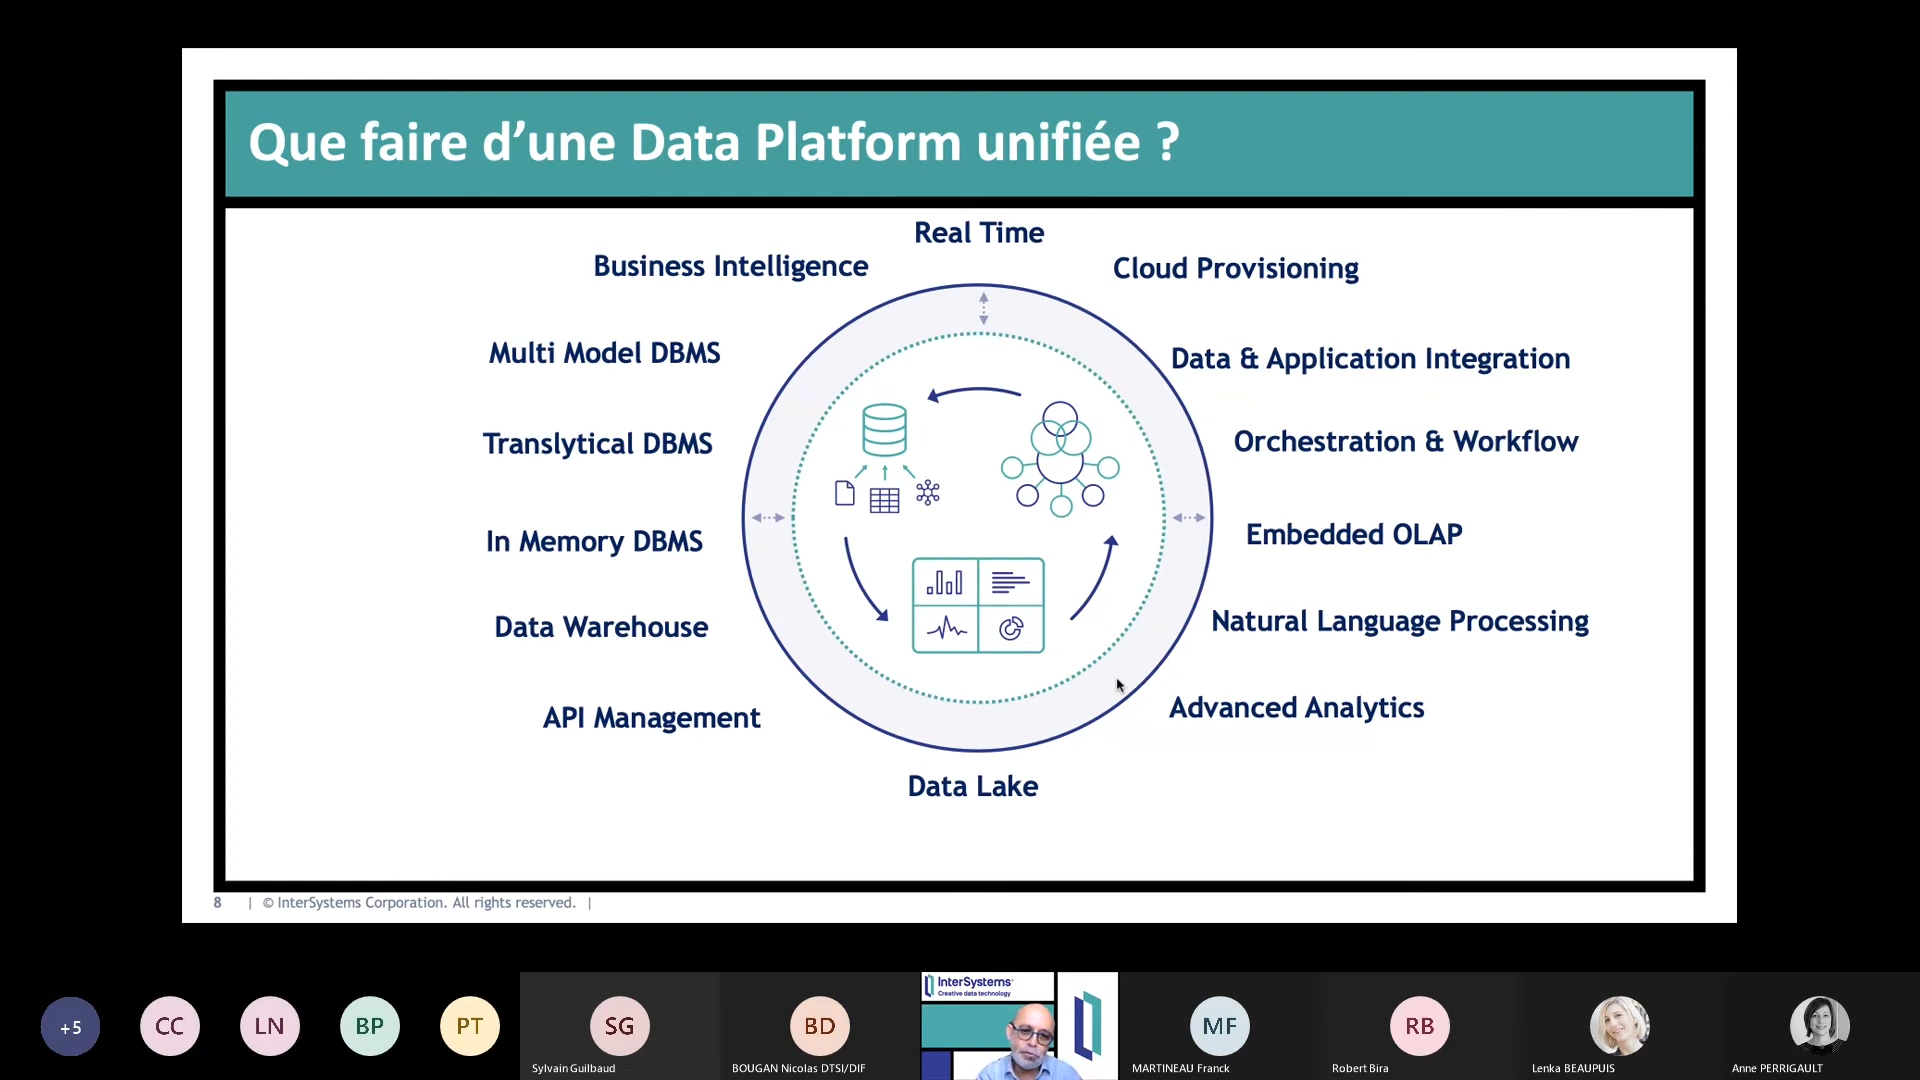 Que faire d’une Data Platform unifiée ?
Real Time
Business Intelligence
Cloud Provisioning
Multi Model DBMS
Data & Application Integration
Translytical DBMS
Orchestration & Workflow
In Memory DBMS
Embedded OLAP
Data Warehouse
Natural Language Processing
API Management
Advanced Analytics
Data Lake
8 | © InterSystems Corporation. All rights reserved. |
+5
CC
LN
BP
PT
SG
Sylvain Guilbaud
BD
BOUGAN Nicolas DTSI/DIF
InterSystems
Creative data technology
MF
MARTINEAU Franck
RB
Robert Bira
Lenka BEAUPUIS
Anne PERRIGAULT